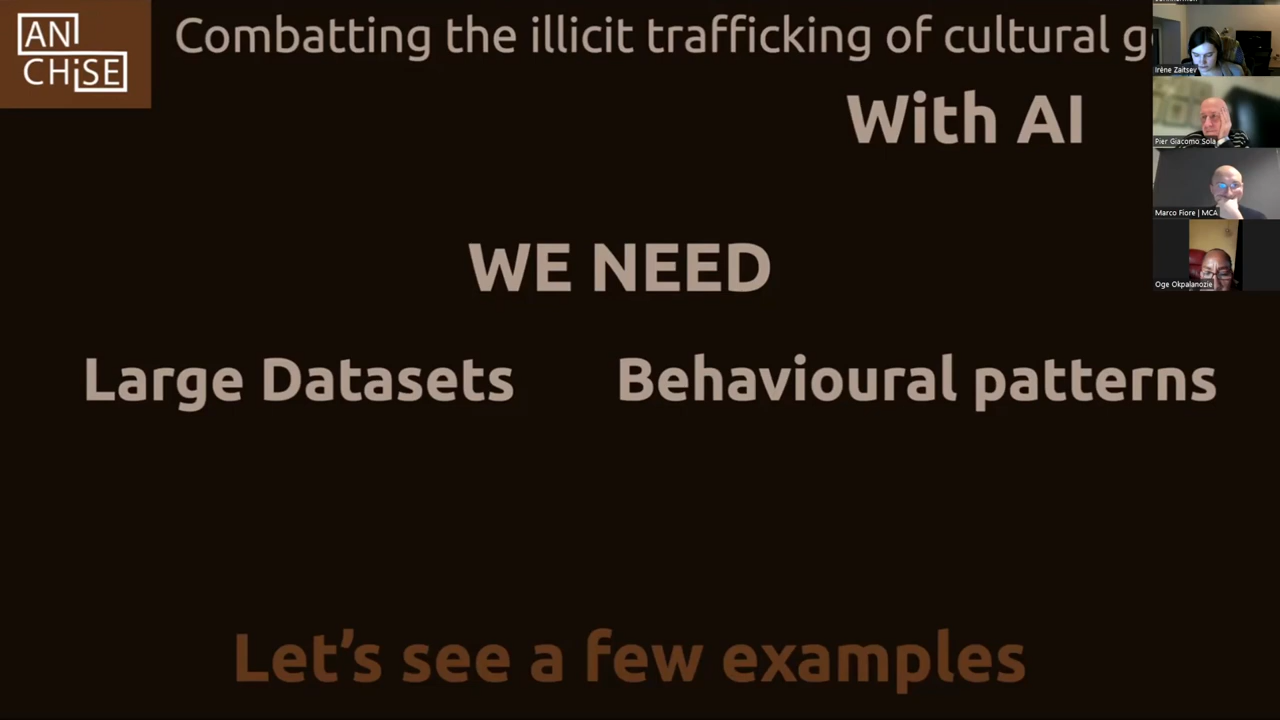 AN
CHiSE
Combatting the illicit trafficking of cultural g
With AI
WE NEED
Large Datasets
Behavioural patterns
Let's see a few examples
Irène Zaitsev
Pier Giacomo Sola
Marco Fiore | MCA
Oge Okpalanozie